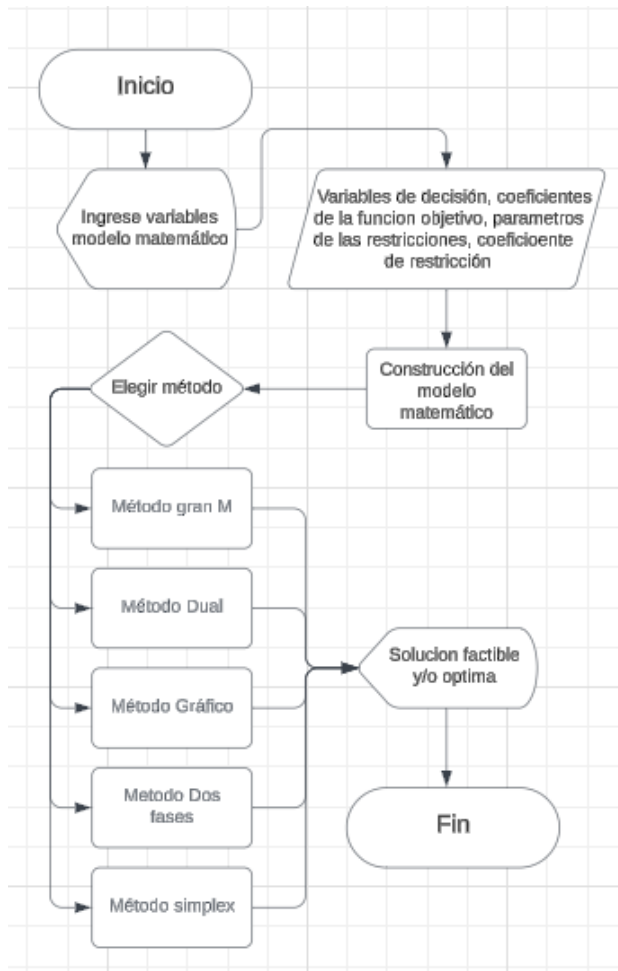 Inicio
Ingrese variables
modelo matemático
Variables de decisión, coeficientes
de la funcion objetivo, parametros
de las restricciones, coeficioente
de restricción
Construcción del
modelo
matemático
Elegir método
Método gran M
Método Dual
Método Gráfico
Metodo Dos
fases
Método simplex
Solucion factible
y/o optima
Fin